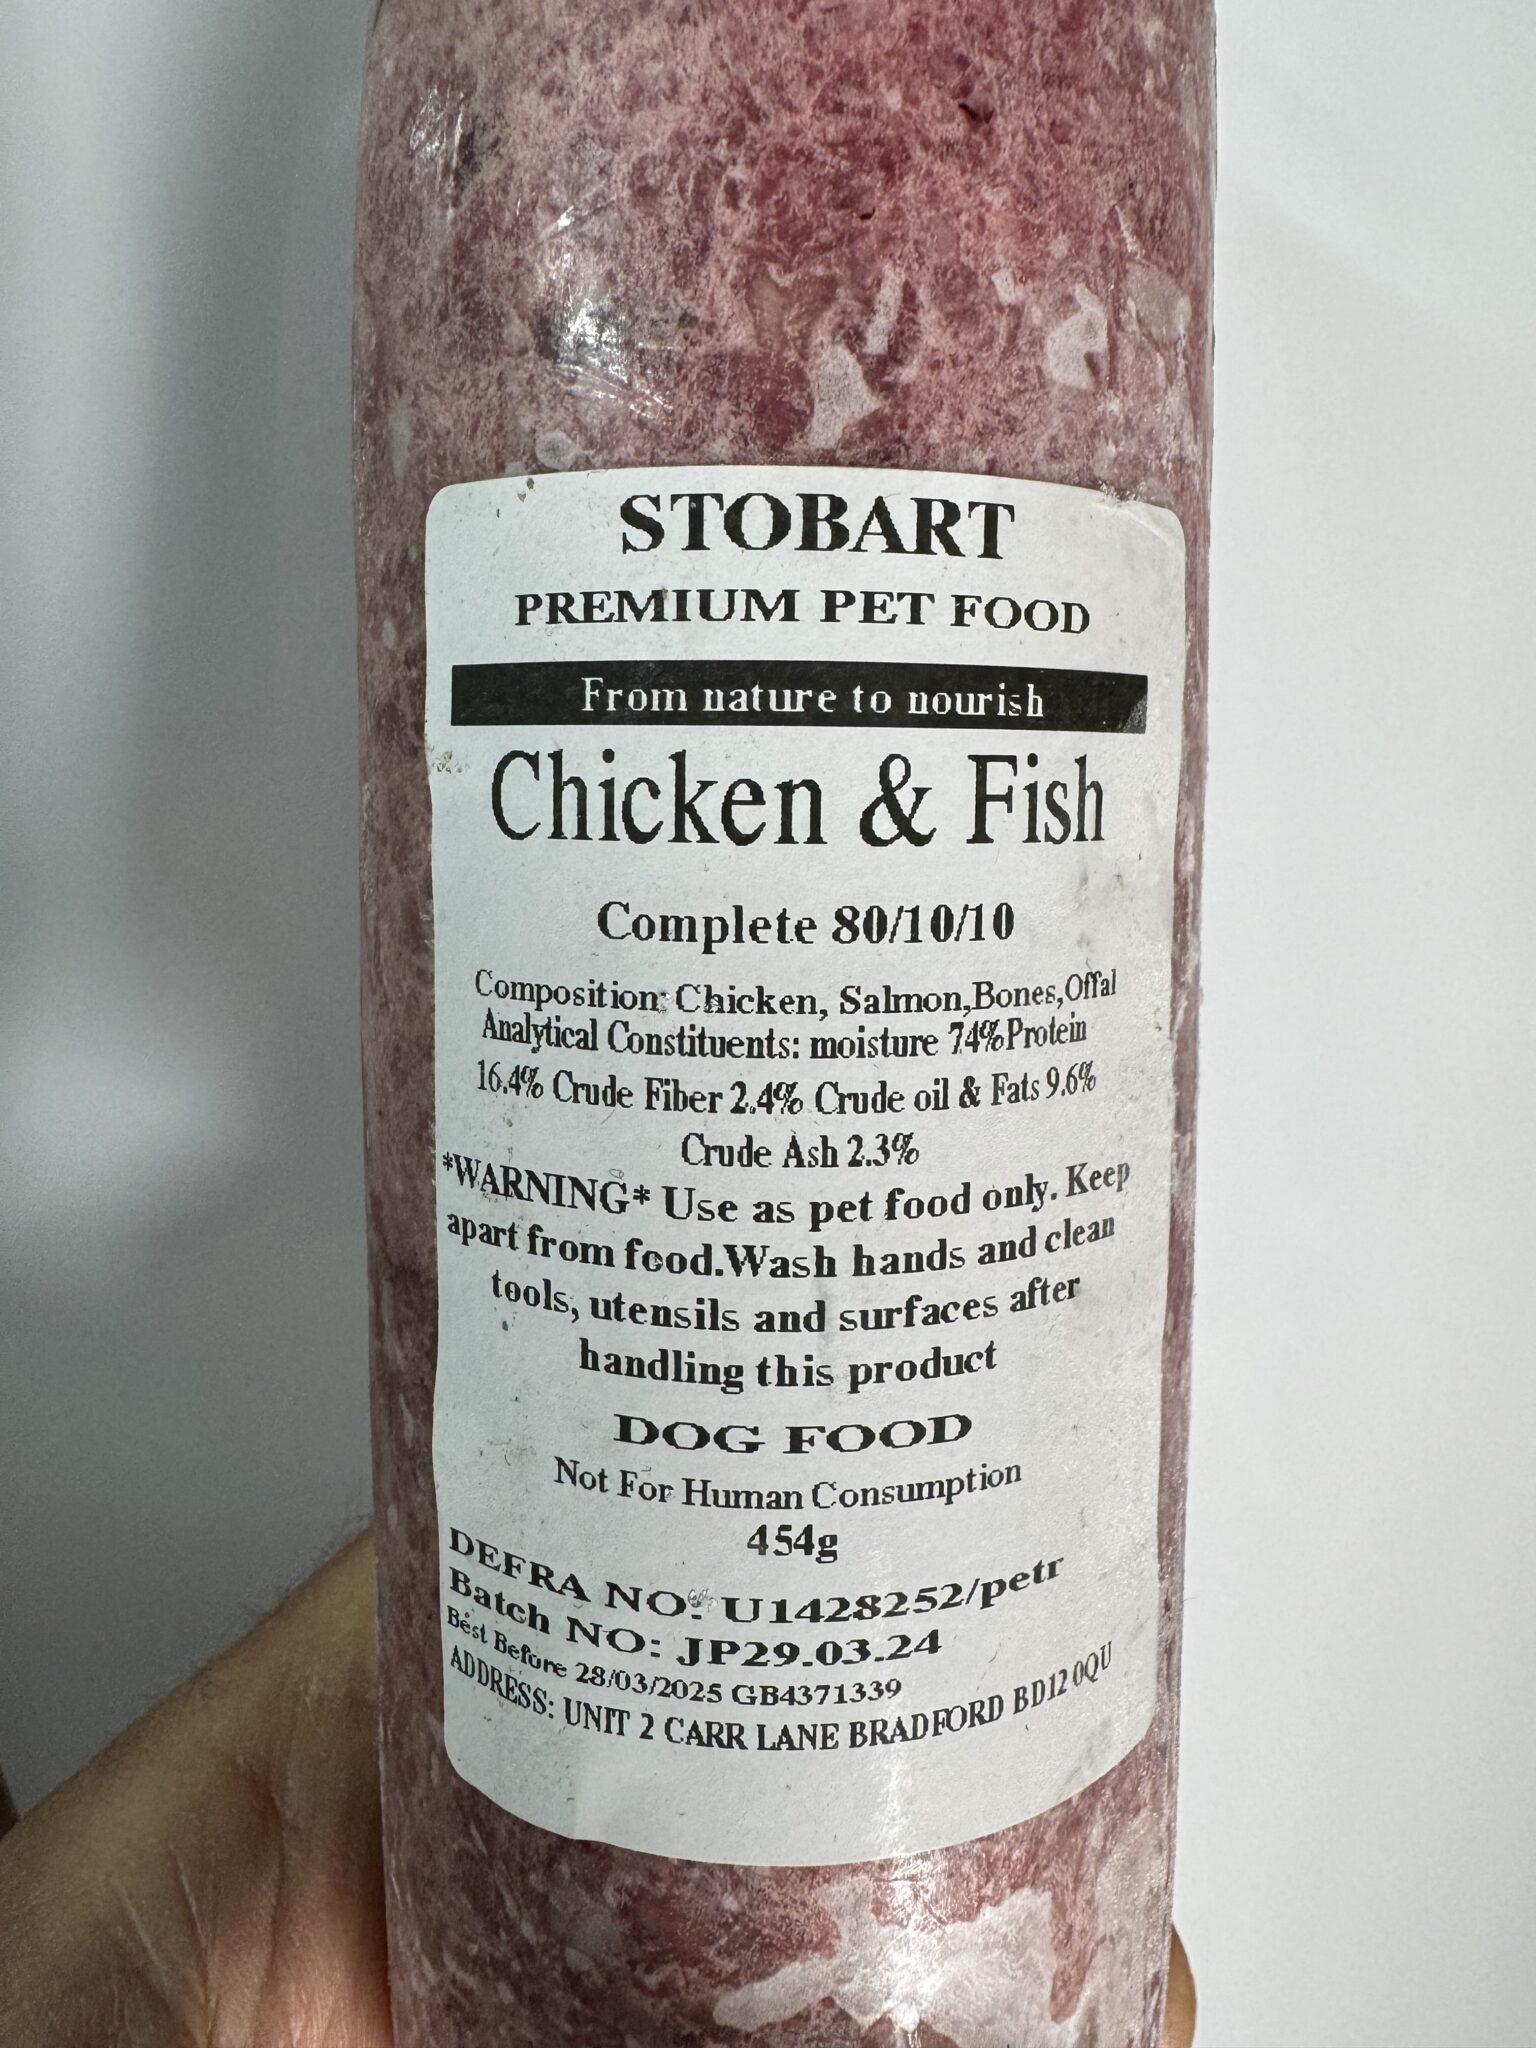 STOBART
PREMIUM PET FOOD
From nature to nourish
Chicken & Fish
Complete 80/10/10
Composition: Chicken, Salmon,Bones,Offal
Analytical Constituents: moisture 74%Protein
16.4% Crude Fiber 2.4% Crude oil & Fats 9.6%
Crude Ash 2.3%
*WARNING* Use as pet food only. Keep
apart from food.Wash hands and clean
tools, utensils and surfaces after
handling this product
DOG FOOD
Not For Human Consumption
454g
DEFRA NO: U1428252/petr
Batch NO: JP29.03.24
Best Before 28/03/2025 GB4371339
ADDRESS: UNIT 2 CARR LANE BRADFORD BD12 0QU